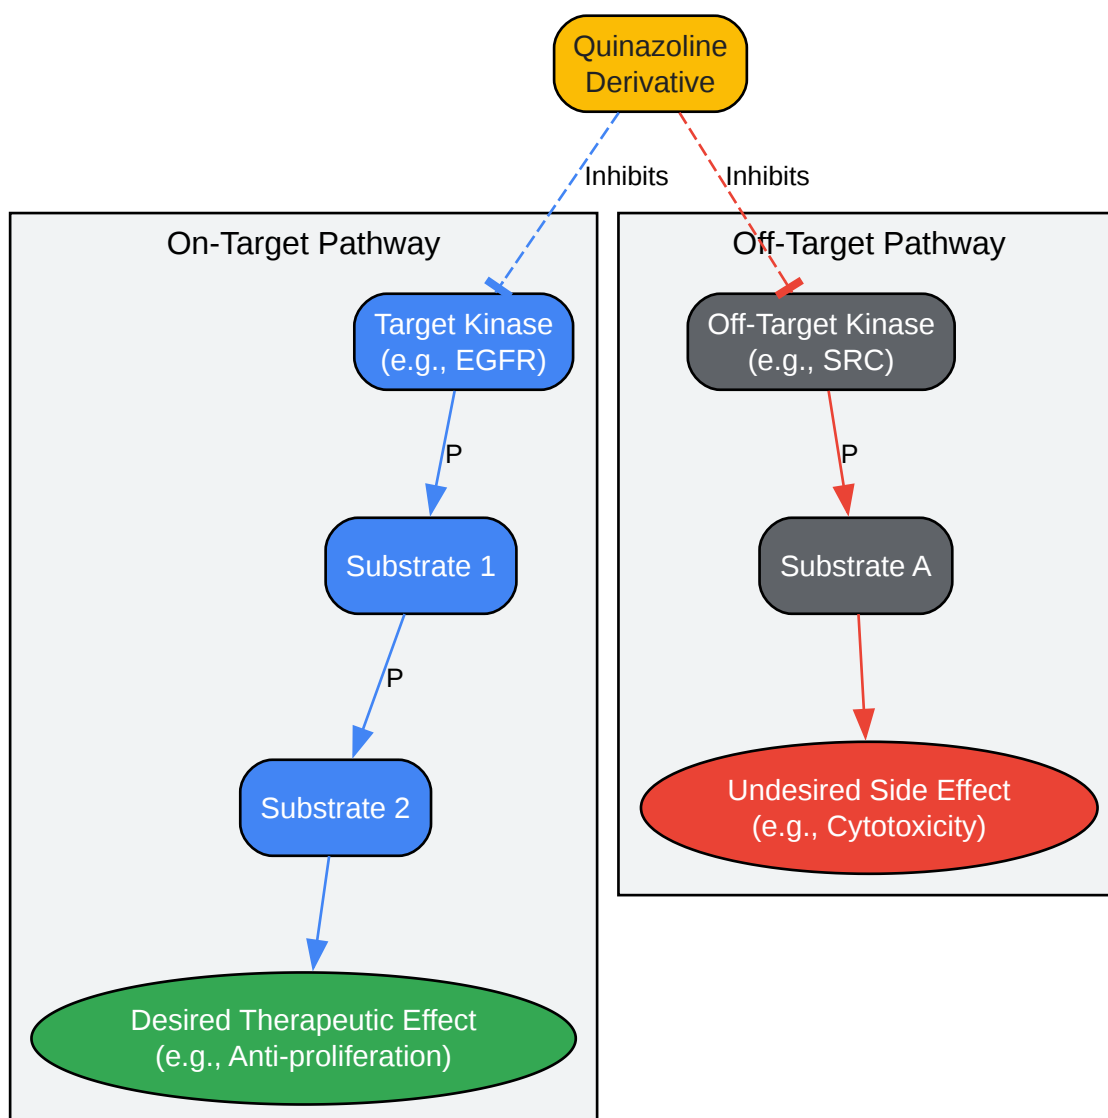 Quinazoline
Derivative
Inhibits
Inhibits
On-Target Pathway
Target Kinase
(e.g., EGFR)
P
Substrate 1
P
Substrate 2
Desired Therapeutic Effect
(e.g., Anti-proliferation)
Off-Target Pathway
Off-Target Kinase
(e.g., SRC)
P
Substrate A
Undesired Side Effect
(e.g., Cytotoxicity)